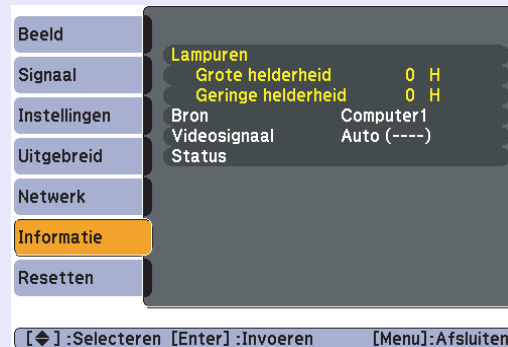 Beeld
Signaal
Instellingen
Uitgebreid
Netwerk
Informatie
Resetten
Lampuren
Grote helderheid 0 H
Geringe helderheid 0 H
Bron Computer1
Videosignaal Auto (----)
Status
[◆] :Selecteren [Enter] :Invoeren [Menu]:Afsluiten